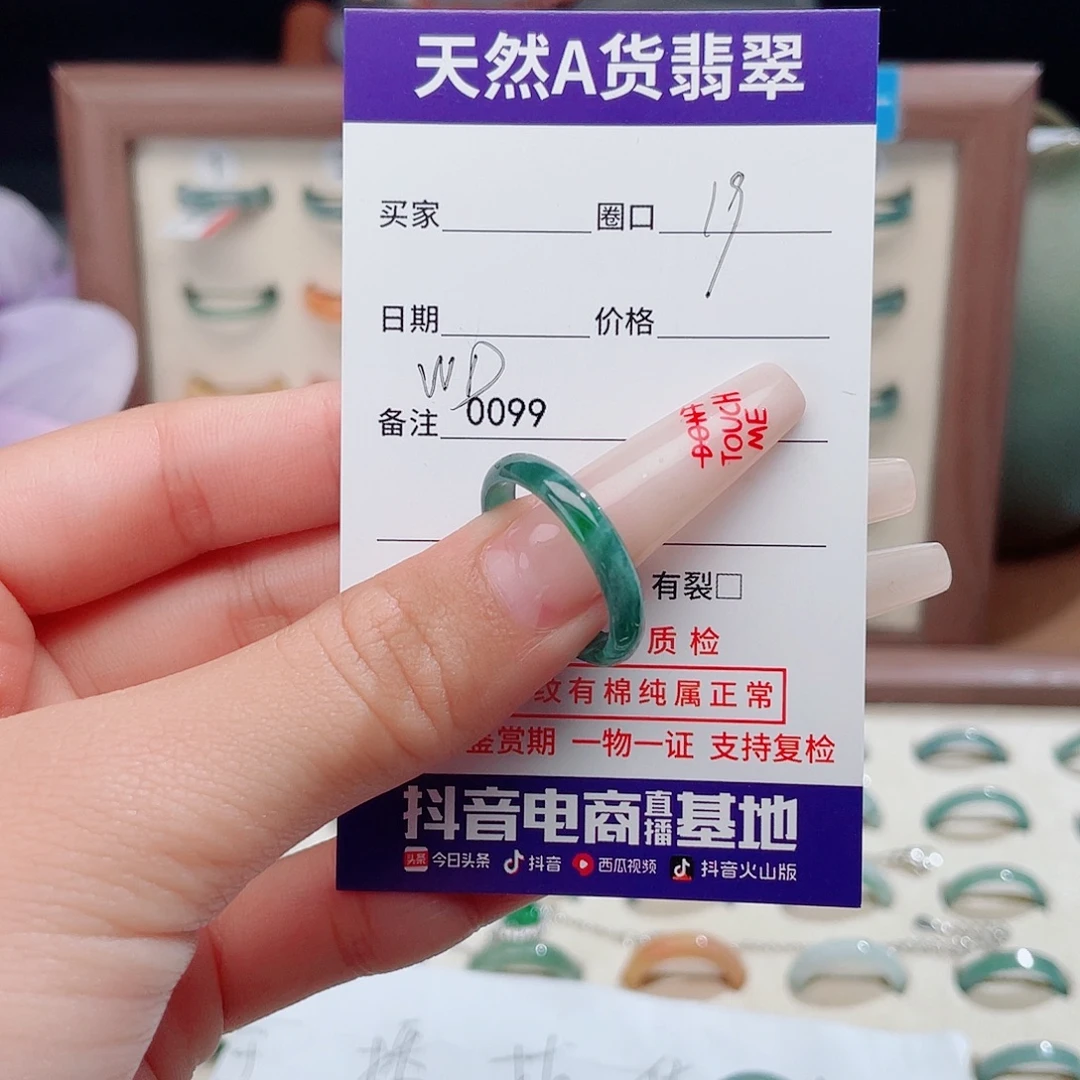 天然A货翡翠
买家 圈口 19
日期 价格
WD
备注 0099
DON'T
TOUCH
ME
有裂□
质检
纹有棉纯属正常
鉴赏期 一物一证 支持复检
抖音电商直播基地
头条 今日头条 抖音 西瓜视频 抖音火山版